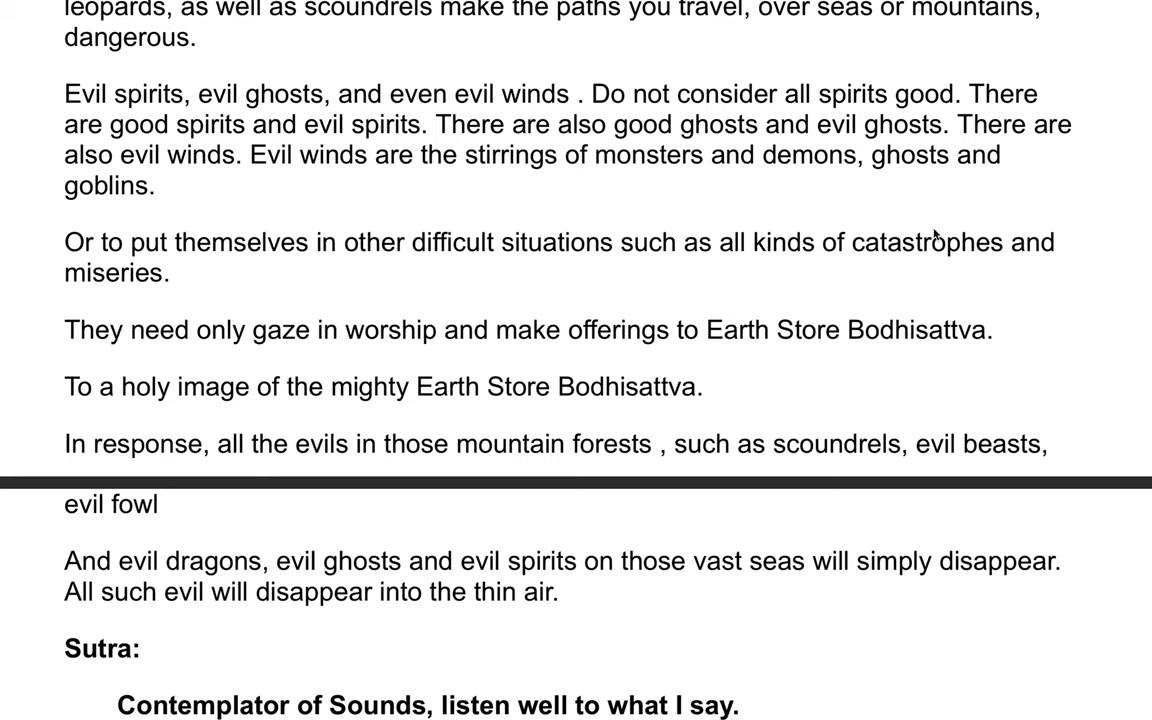 leopards, as well as scoundrels make the paths you travel, over seas or mountains,
dangerous.
Evil spirits, evil ghosts, and even evil winds . Do not consider all spirits good. There
are good spirits and evil spirits. There are also good ghosts and evil ghosts. There are
also evil winds. Evil winds are the stirrings of monsters and demons, ghosts and
goblins.
Or to put themselves in other difficult situations such as all kinds of catastrophes and
miseries.
They need only gaze in worship and make offerings to Earth Store Bodhisattva.
To a holy image of the mighty Earth Store Bodhisattva.
In response, all the evils in those mountain forests , such as scoundrels, evil beasts,
evil fowl
And evil dragons, evil ghosts and evil spirits on those vast seas will simply disappear.
All such evil will disappear into the thin air.
Sutra:
Contemplator of Sounds, listen well to what I say.